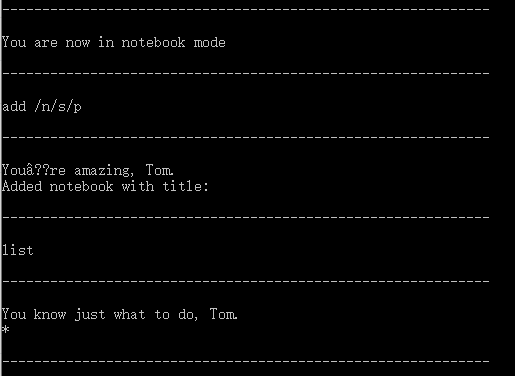 ------------------------------------------------------------
You are now in notebook mode
------------------------------------------------------------
add /n/s/p
------------------------------------------------------------
Youâ??re amazing, Tom.
Added notebook with title:
------------------------------------------------------------
list
------------------------------------------------------------
You know just what to do, Tom.
*
------------------------------------------------------------